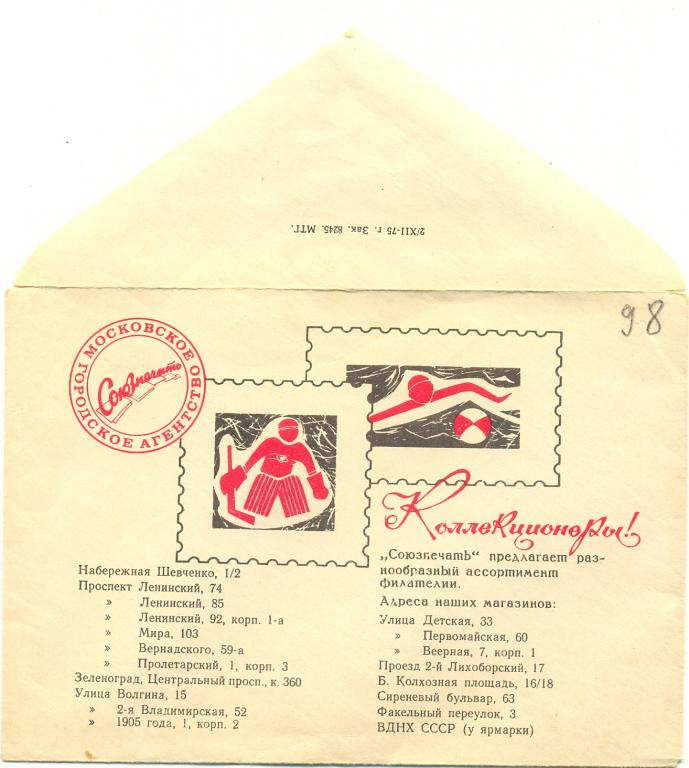 2/XII-75 г. Зак. 8245. МТГ.
98
МОСКОВСКОЕ
ГОРОДСКОЕ АГЕНТСТВО
Союзпечать
Коллекционеры!
„Союзпечать“ предлагает раз-
нообразный ассортимент
филателии.
Адреса наших магазинов:
Улица Детская, 33
» Первомайская, 60
» Веерная, 7, корп. 1
Проезд 2-й Лихоборский, 17
Б. Колхозная площадь, 16/18
Сиреневый бульвар, 63
Факельный переулок, 3
ВДНХ СССР (у ярмарки)
Набережная Шевченко, 1/2
Проспект Ленинский, 74
» Ленинский, 85
» Ленинский, 92, корп. 1-а
» Мира, 103
» Вернадского, 59-а
» Пролетарский, 1, корп. 3
Зеленоград, Центральный просп., к. 360
Улица Волгина, 15
» 2-я Владимирская, 52
» 1905 года, 1, корп. 2